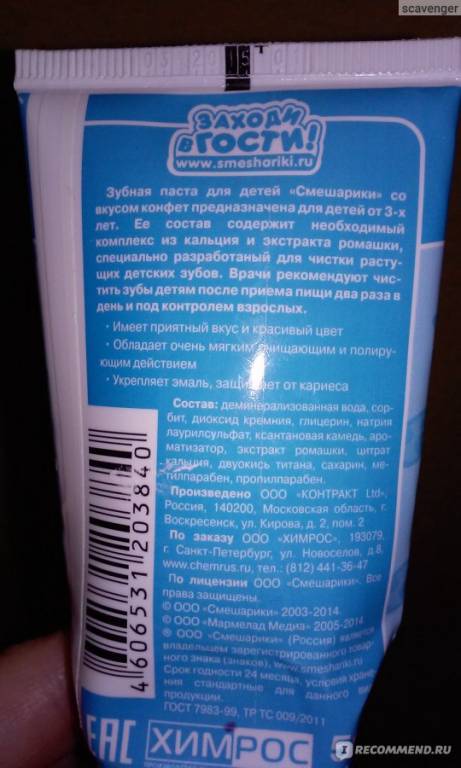 scavenger
ЗАХОДИ
В ГОСТИ!
www.smeshariki.ru
Зубная паста для детей «Смешарики» со
вкусом конфет предназначена для детей от 3-х
лет. Ее состав содержит необходимый
комплекс из кальция и экстракта ромашки,
специально разработаный для чистки расту-
щих детских зубов. Врачи рекомендуют чис-
тить зубы детям после приема пищи два раза в
день и под контролем взрослых.
· Имеет приятный вкус и красивый цвет
· Обладает очень мягким очищающим и полиру-
ющим действием
· Укрепляет эмаль, защищает от кариеса
Состав: деминерализованная вода, сор-
бит, диоксид кремния, глицерин, натрия
лаурилсульфат, ксантановая камедь, аро-
матизатор, экстракт ромашки, цитрат
кальция, двуокись титана, сахарин, ме-
тилпарабен, пропилпарабен.
Произведено ООО «КОНТРАКТ Ltd»,
Россия, 140200, Московская область, г.
Воскресенск, ул. Кирова, д. 2, пом. 2
По заказу ООО «ХИМРОС», 193079,
г. Санкт-Петербург, ул. Новоселов, д.8,
www.chemrus.ru, тел.: (812) 441-36-47
По лицензии ООО «Смешарики». Все
права защищены.
© ООО «Смешарики» 2003-2014
© ООО «Мармелад Медиа» 2005-2014
® ООО «Смешарики» (Россия) является
владельцем зарегистрированного товар-
ного знака (знаков). www.smeshariki.ru
Срок годности 24 месяца, условия хране-
ния стандартные для данного вида
продукции.
ГОСТ 7983-99, ТР ТС 009/2011
4 606531 203840
ЕАС
ХИМРОС
IRECOMMEND.RU